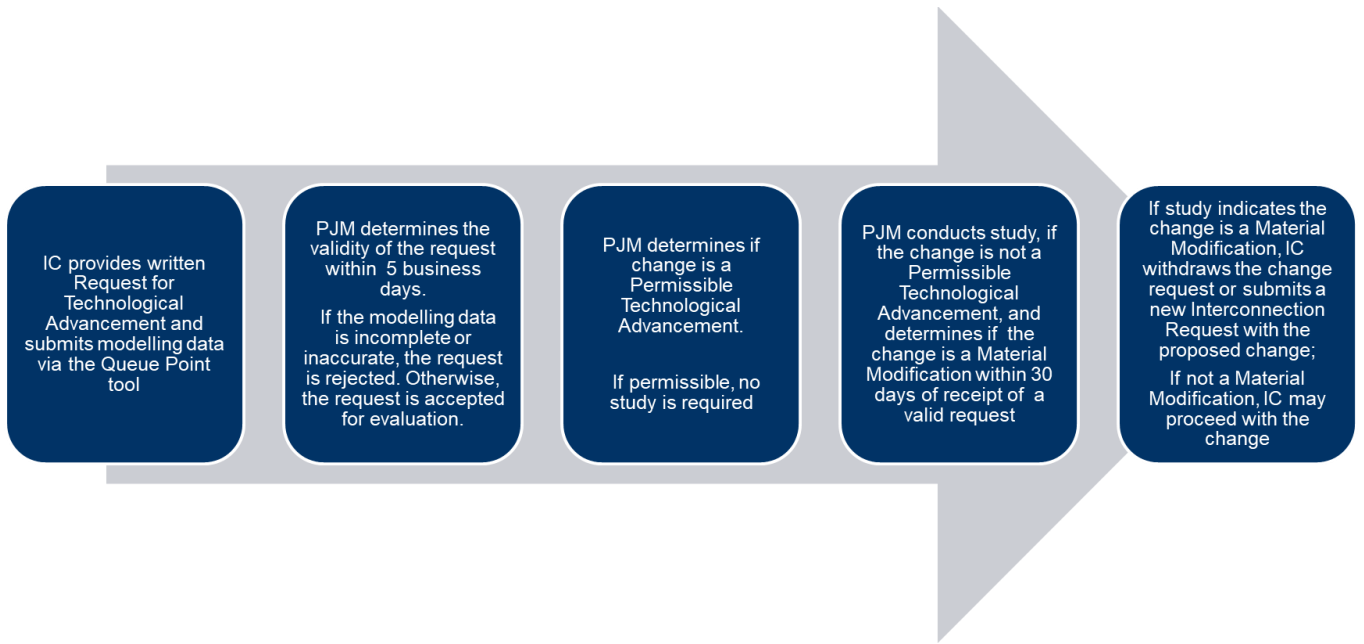 IC provides written
Request for
Technological
Advancement and
submits modelling data
via the Queue Point
tool
PJM determines the
validity of the request
within 5 business
days.
If the modelling data
is incomplete or
inaccurate, the request
is rejected. Otherwise,
the request is accepted
for evaluation.
PJM determines if
change is a
Permissible
Technological
Advancement.
If permissible, no
study is required
PJM conducts study, if
the change is not a
Permissible
Technological
Advancement, and
determines if the
change is a Material
Modification within 30
days of receipt of a
valid request
If study indicates the
change is a Material
Modification, IC
withdraws the change
request or submits a
new Interconnection
Request with the
proposed change;
If not a Material
Modification, IC may
proceed with the
change